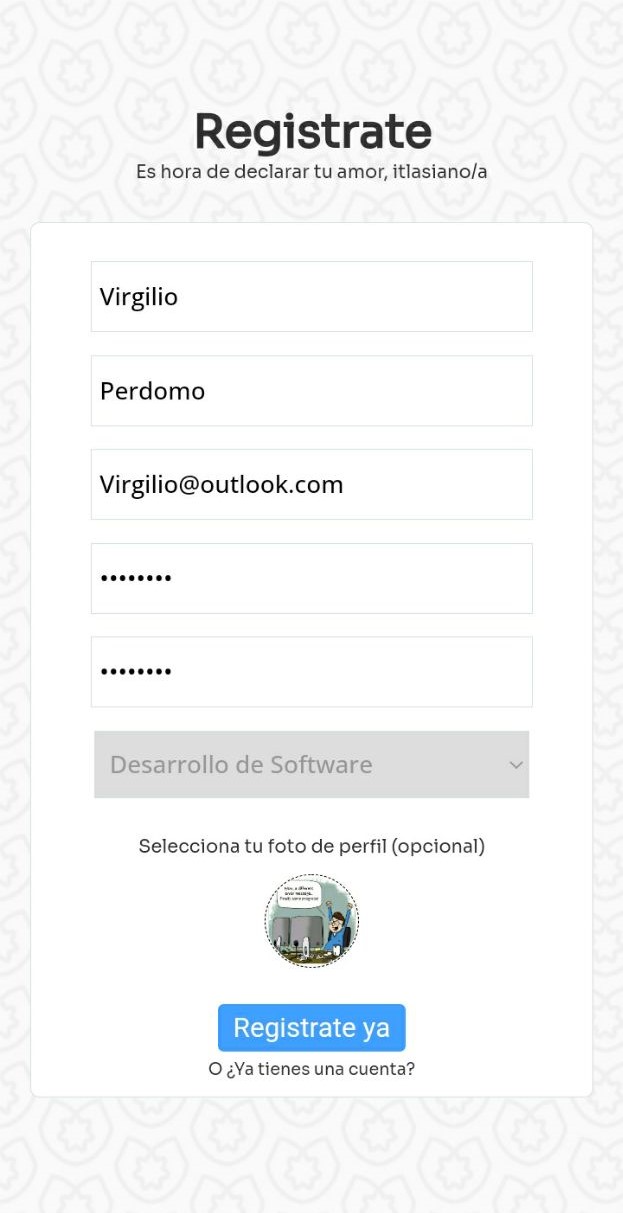 Registrate
Es hora de declarar tu amor, itlasiano/a
Virgilio
Perdomo
Virgilio@outlook.com
••••••••
••••••••
Desarrollo de Software
Selecciona tu foto de perfil (opcional)
Registrate ya
O ¿Ya tienes una cuenta?